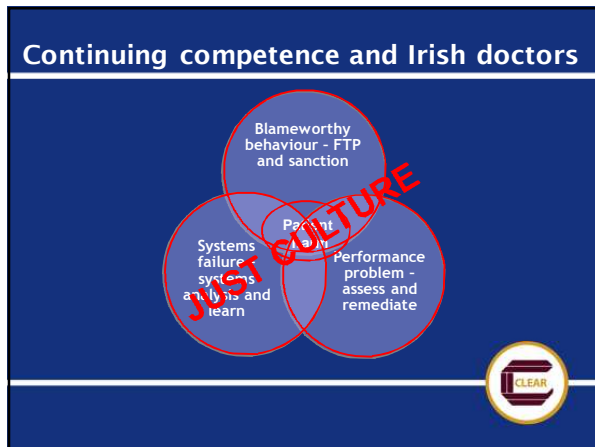 Continuing competence and Irish doctors
Blameworthy
behaviour - FTP
and sanction
JUST CULTURE
Patient
harm
Systems
failure -
systems
analysis and
learn
Performance
problem -
assess and
remediate
CLEAR